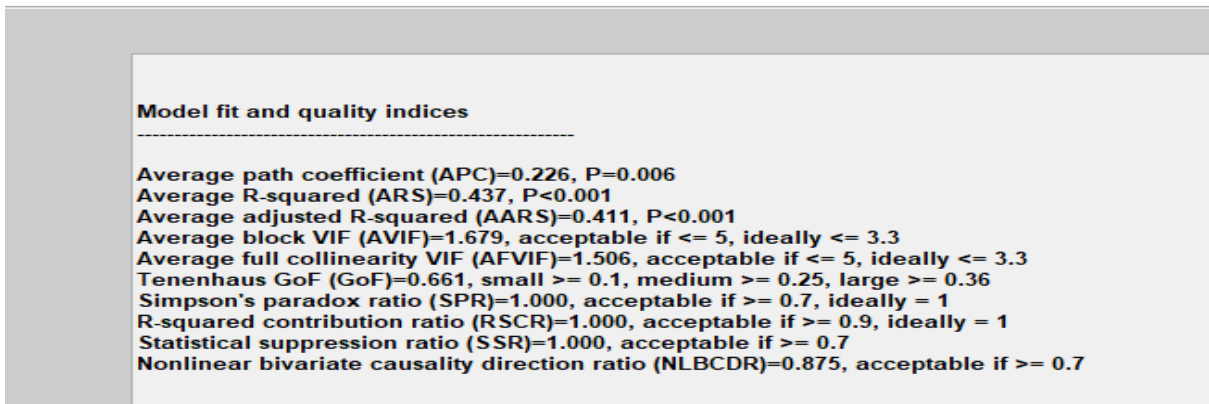 Model fit and quality indices
----------------------------------------------------------
Average path coefficient (APC)=0.226, P=0.006
Average R-squared (ARS)=0.437, P<0.001
Average adjusted R-squared (AARS)=0.411, P<0.001
Average block VIF (AVIF)=1.679, acceptable if <= 5, ideally <= 3.3
Average full collinearity VIF (AFVIF)=1.506, acceptable if <= 5, ideally <= 3.3
Tenenhaus GoF (GoF)=0.661, small >= 0.1, medium >= 0.25, large >= 0.36
Simpson's paradox ratio (SPR)=1.000, acceptable if >= 0.7, ideally = 1
R-squared contribution ratio (RSCR)=1.000, acceptable if >= 0.9, ideally = 1
Statistical suppression ratio (SSR)=1.000, acceptable if >= 0.7
Nonlinear bivariate causality direction ratio (NLBCDR)=0.875, acceptable if >= 0.7